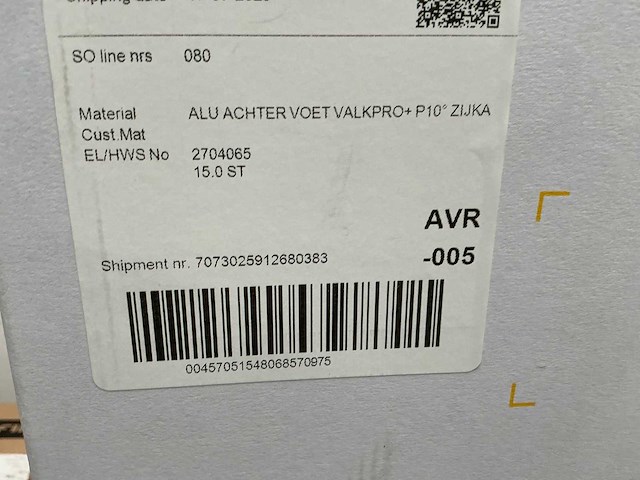 SO line nrs 080
Material ALU ACHTER VOET VALKPRO+ P10° ZIJKA
Cust.Mat
EL/HWS No 2704065
15.0 ST
AVR
-005
Shipment nr. 7073025912680383
00457051548068570975